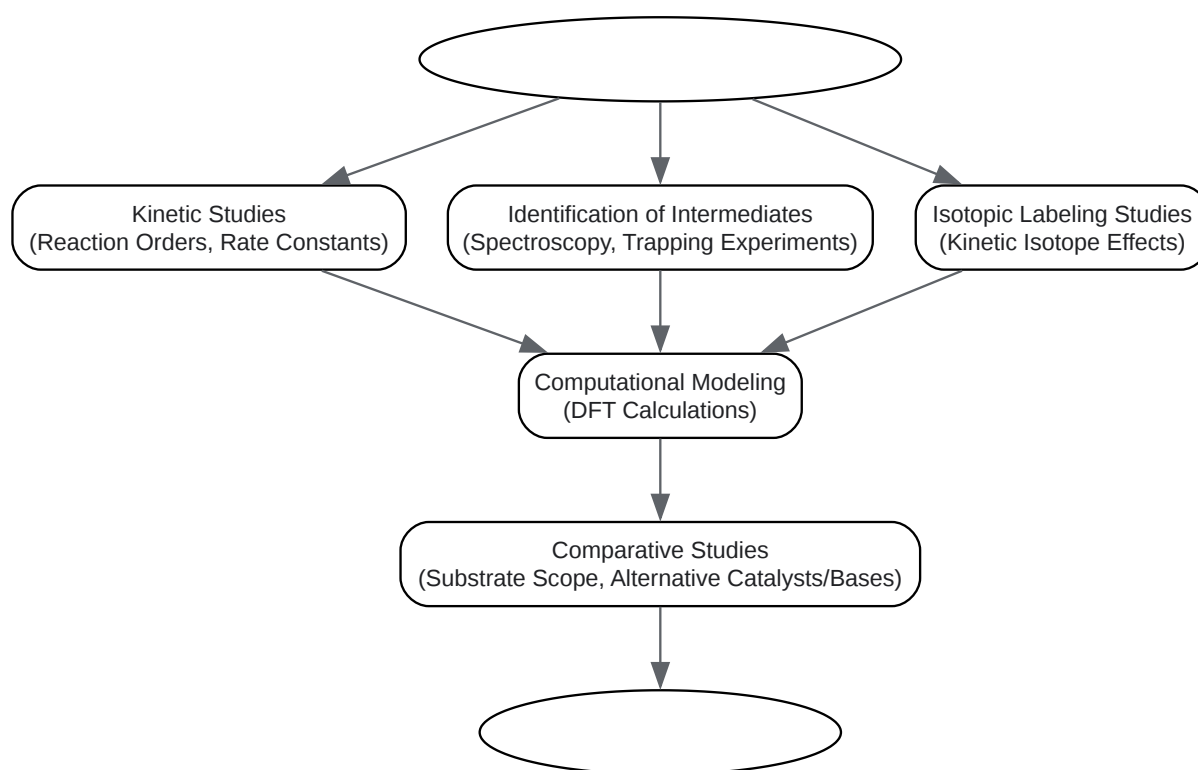 Kinetic Studies
(Reaction Orders, Rate Constants)
Identification of Intermediates
(Spectroscopy, Trapping Experiments)
Isotopic Labeling Studies
(Kinetic Isotope Effects)
Computational Modeling
(DFT Calculations)
Comparative Studies
(Substrate Scope, Alternative Catalysts/Bases)